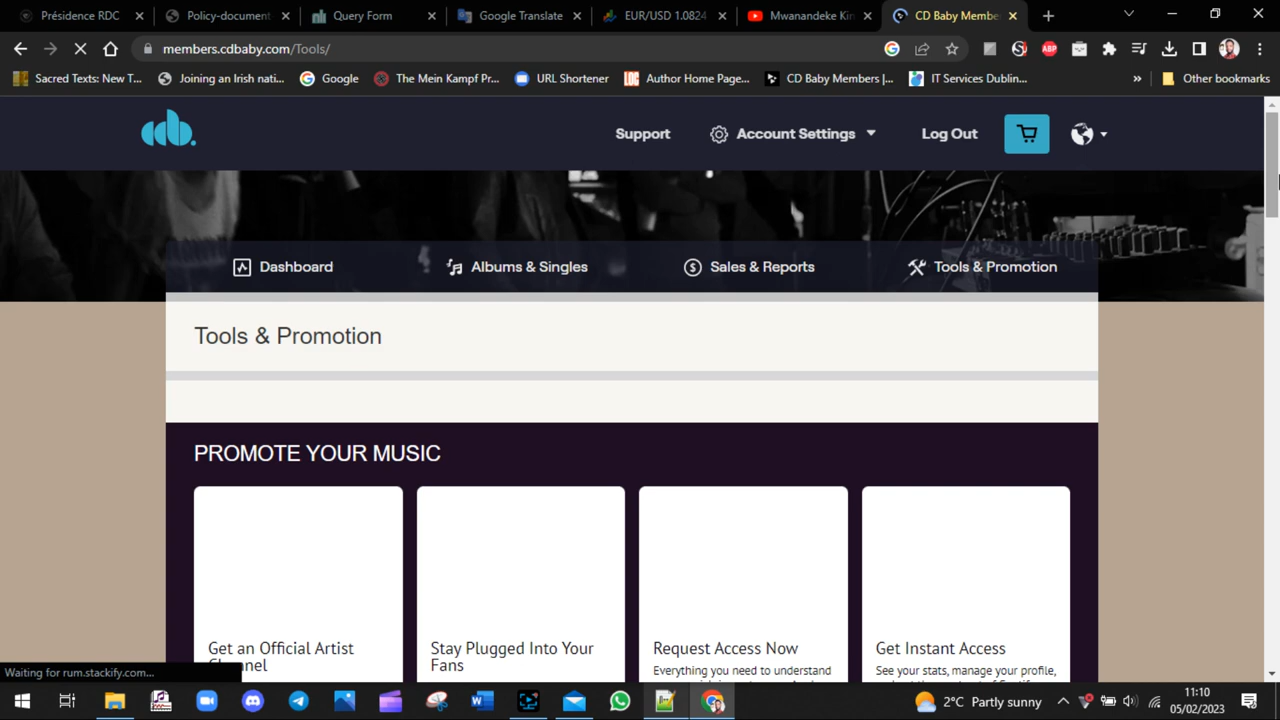 Présidence RDC
Policy-document
Query Form
Google Translate
EUR/USD 1.0824
Mwanandeke Kin
CD Baby Membe
members.cdbaby.com/Tools/
ABP
Sacred Texts: New T...
Joining an Irish nati...
Google
The Mein Kampf Pr...
URL Shortener
Author Home Page...
CD Baby Members |...
IT Services Dublin...
»
Other bookmarks
cdb.
Support
Account Settings
Log Out
Dashboard
Albums & Singles
Sales & Reports
Tools & Promotion
Tools & Promotion
PROMOTE YOUR MUSIC
Get an Official Artist
Channel
Stay Plugged Into Your
Fans
Request Access Now
Everything you need to understand
Get Instant Access
See your stats, manage your profile,
Waiting for rum.stackify.com...
2°C Partly sunny
11:10
05/02/2023